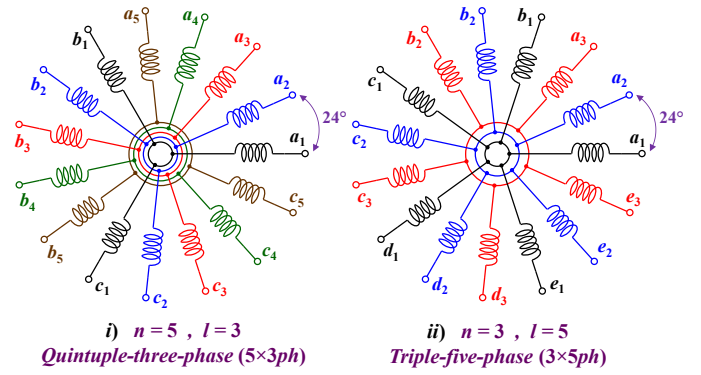 a₅
a₄
b₁
a₃
b₂
a₂
24°
b₃
a₁
b₄
c₅
b₅
c₄
c₁
c₂
c₃
i) n = 5 , l = 3
Quintuple-three-phase (5×3ph)
b₂
b₁
b₂
a₃
c₁
a₂
24°
c₂
a₁
c₃
e₃
d₁
e₂
d₂
d₃
e₁
ii) n = 3 , l = 5
Triple-five-phase (3×5ph)